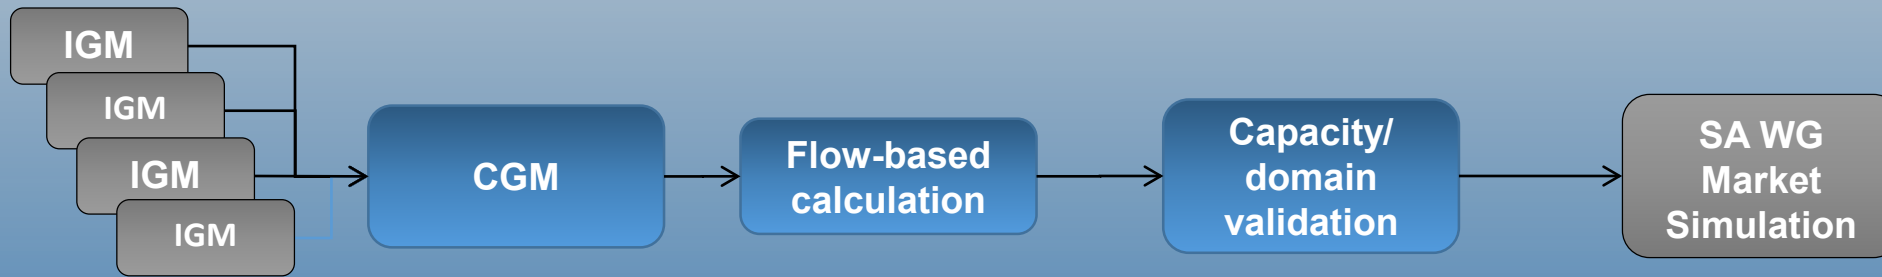 IGM
IGM
IGM
IGM
CGM
Flow-based
calculation
Capacity/
domain
validation
SA WG
Market
Simulation